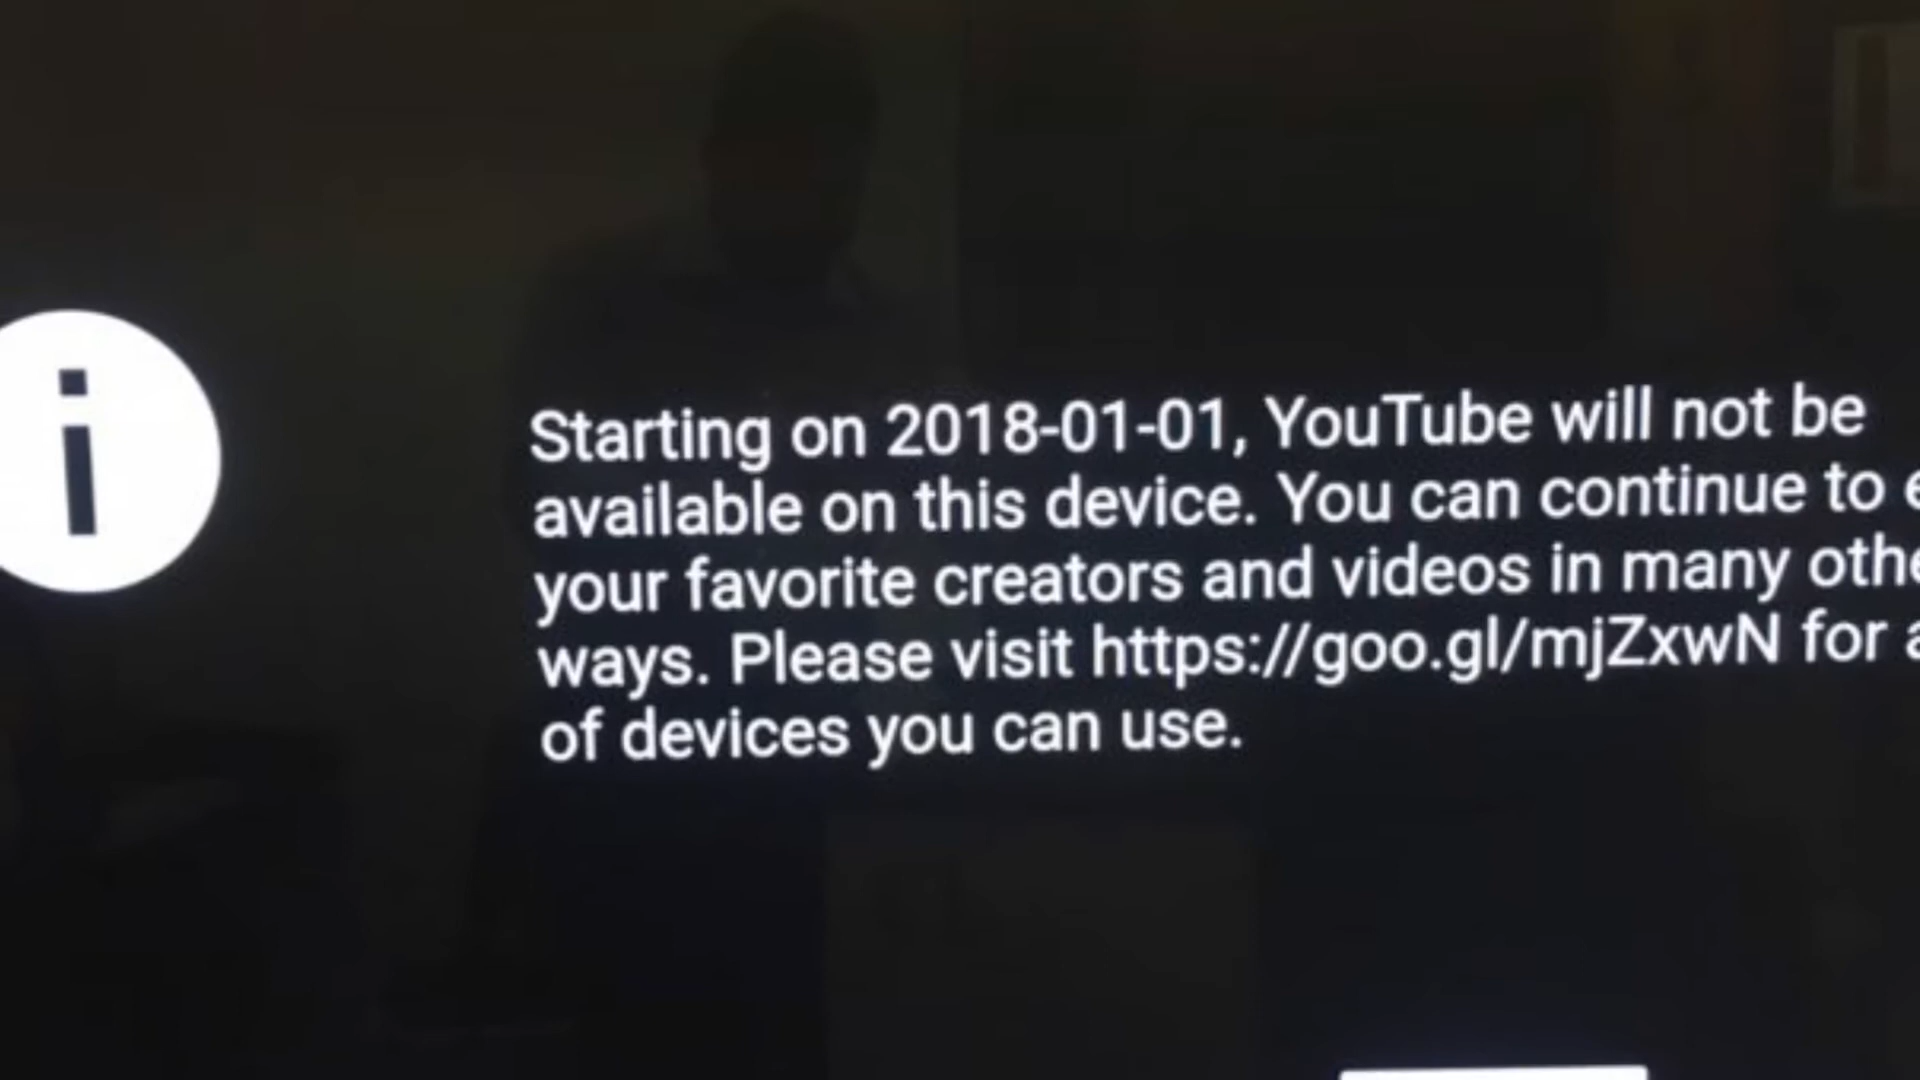 i
Starting on 2018-01-01, YouTube will not be
available on this device. You can continue to
your favorite creators and videos in many
ways. Please visit https://goo.gl/mjZxwN for
of devices you can use.